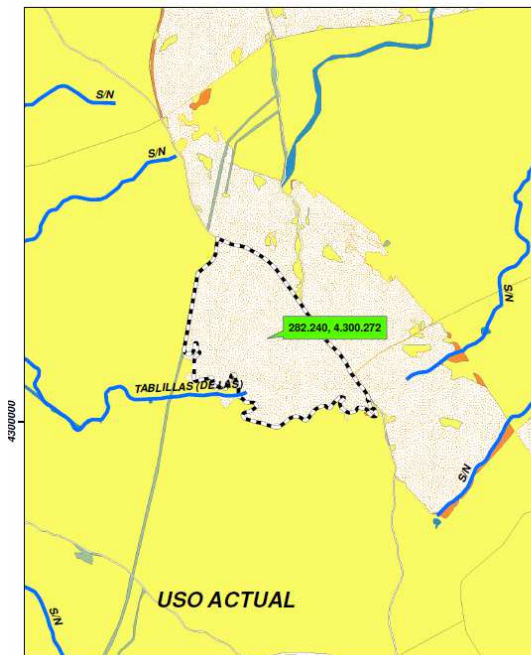 S/N
S/N
282.240, 4.300.272
S/N
TABLILLAS (DE LAS)
4300000
S/N
USO ACTUAL
S/N